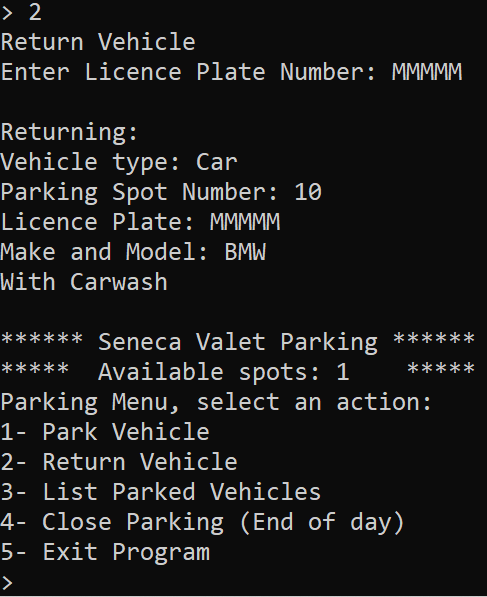 > 2
Return Vehicle
Enter Licence Plate Number: MMMMM
Returning:
Vehicle type: Car
Parking Spot Number: 10
Licence Plate: MMMMM
Make and Model: BMW
With Carwash
****** Seneca Valet Parking ******
*****  Available spots: 1    *****
Parking Menu, select an action:
1- Park Vehicle
2- Return Vehicle
3- List Parked Vehicles
4- Close Parking (End of day)
5- Exit Program
>